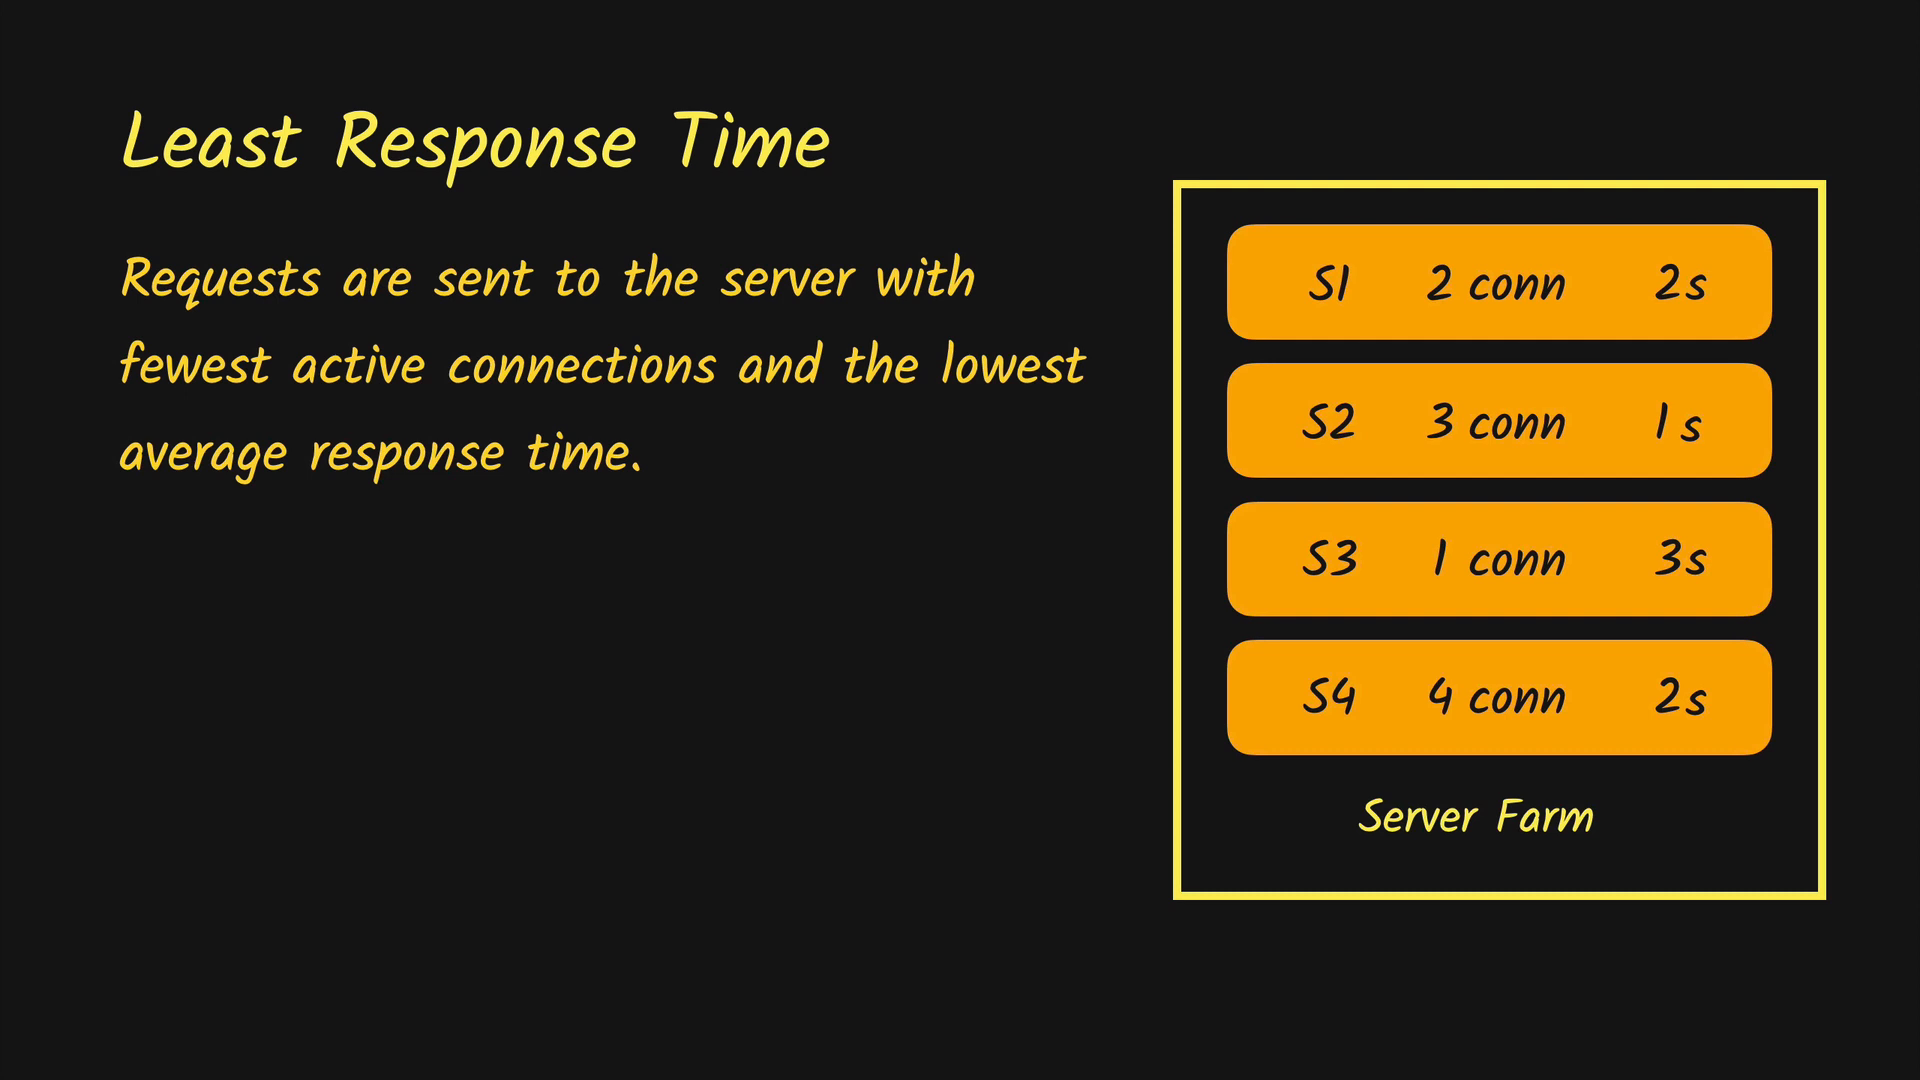 Least Response Time
Requests are sent to the server with
fewest active connections and the lowest
average response time.
S1 2 conn 2s
S2 3 conn 1 s
S3 1 conn 3s
S4 4 conn 2s
Server Farm